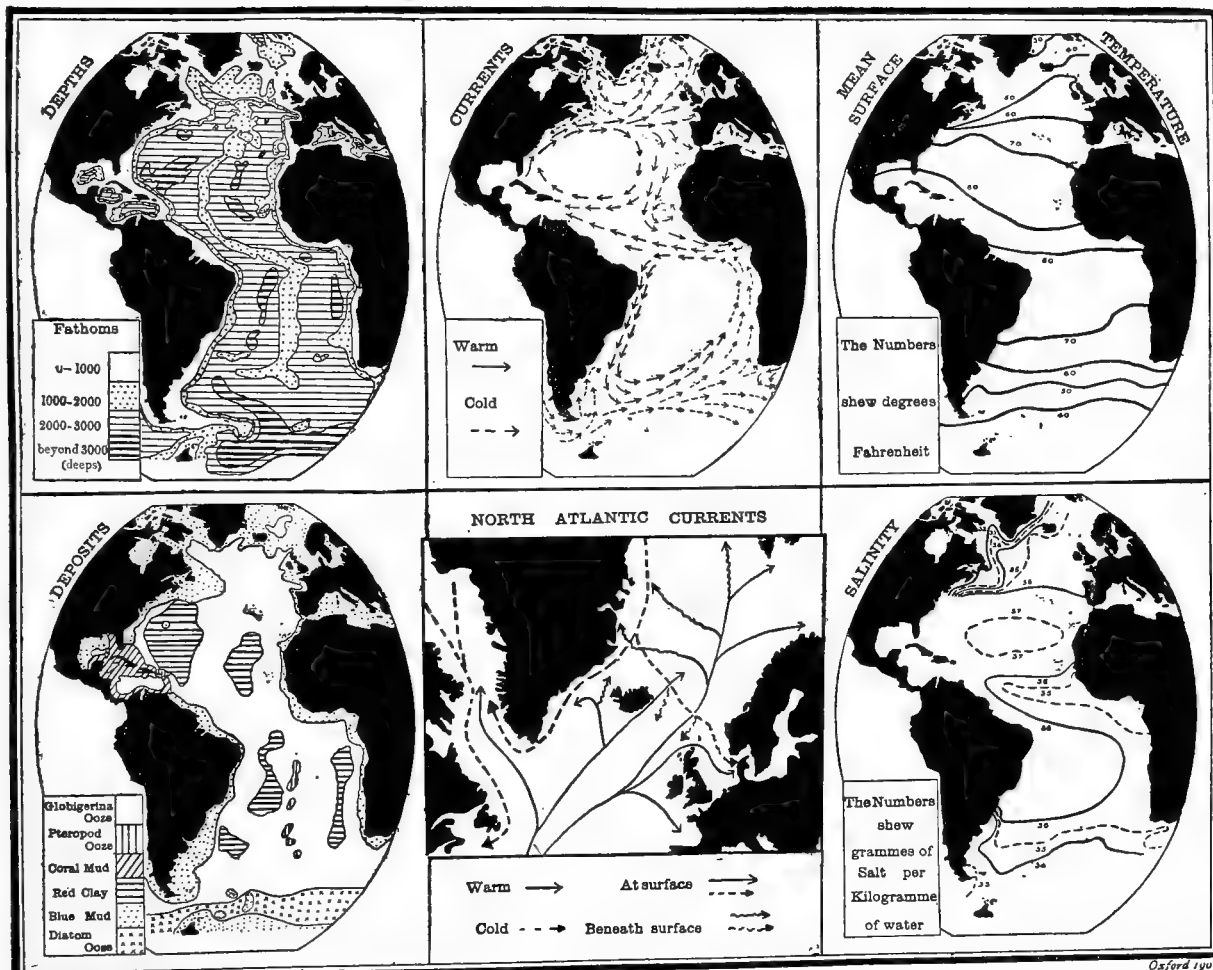 DEPTHS
Fathoms
0-1000
1000-2000
2000-3000
beyond 3000
(deeps)
CURRENTS
Warm
Cold
MEAN
SURFACE
TEMPERATURE
60
50
60
70
80
80
70
60
50
40
The Numbers
shew degrees
Fahrenheit
DEPOSITS
Globigerina
Ooze
Pteropod
Ooze
Coral Mud
Red Clay
Blue Mud
Diatom
Ooze
NORTH ATLANTIC CURRENTS
Warm
At surface
Cold
Beneath surface
SALINITY
36
37
37
35
36
35
34
33
The Numbers
shew
grammes of
Salt per
Kilogramme
of water
Oxford